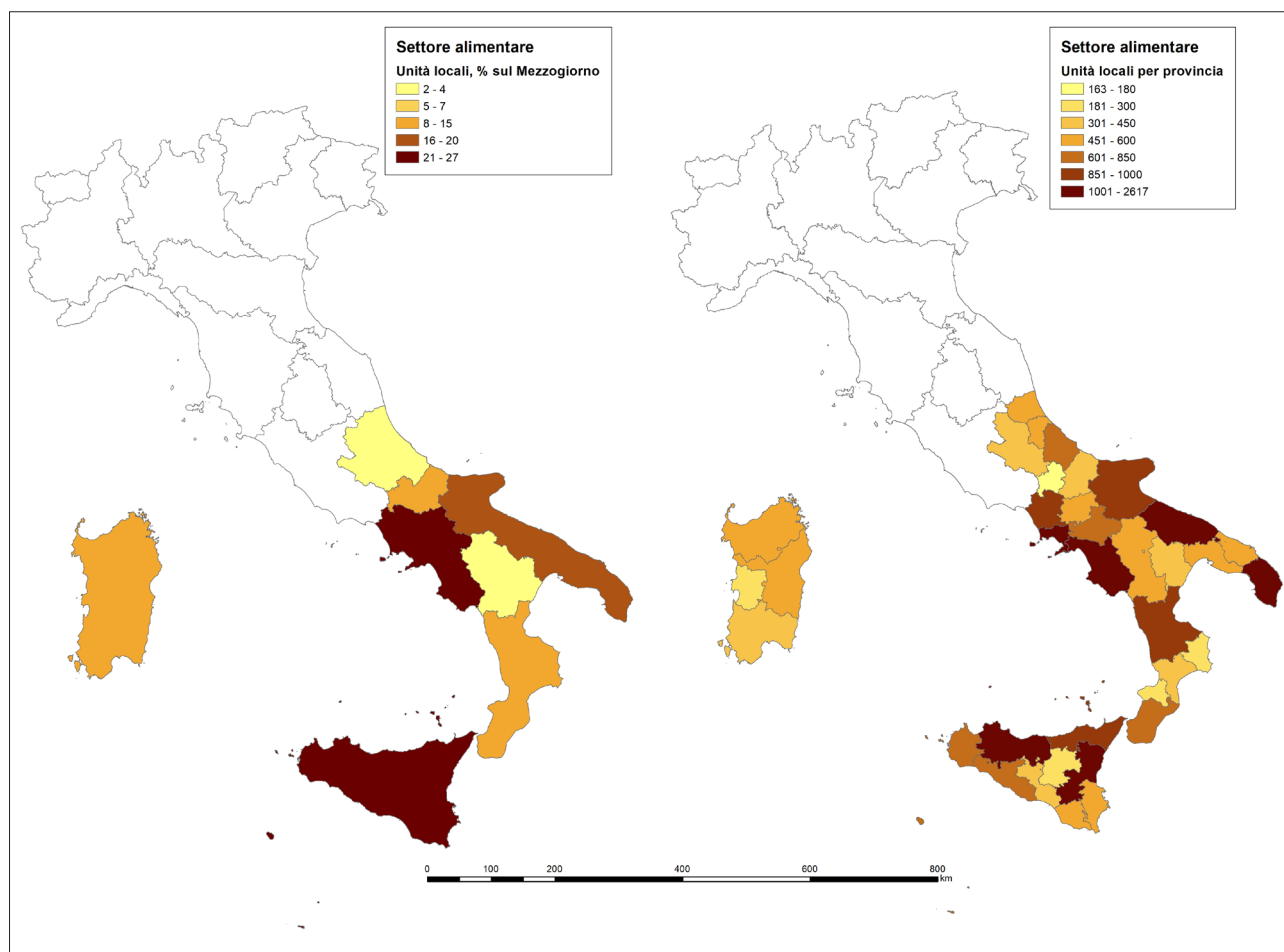 Settore alimentare
Unità locali, % sul Mezzogiorno
2 - 4
5 - 7
8 - 15
16 - 20
21 - 27
Settore alimentare
Unità locali per provincia
163 - 180
181 - 300
301 - 450
451 - 600
601 - 850
851 - 1000
1001 - 2617
0 100 200 400 600 800
km